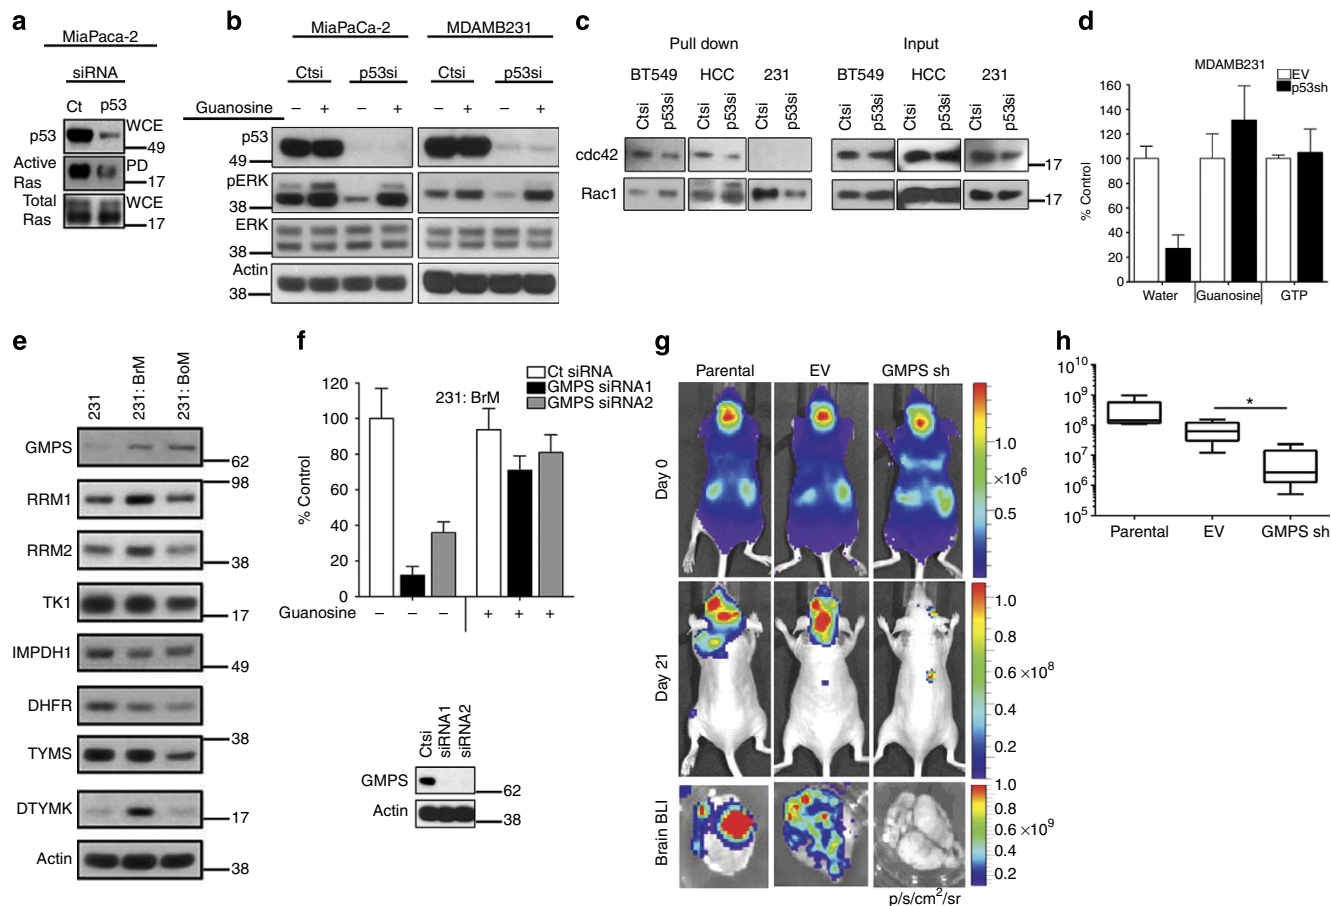 a
MiaPaca-2
siRNA
Ct p53
p53 WCE
49
Active Ras PD
17
Total Ras WCE
17
b
MiaPaCa-2 MDAMB231
Ctsi p53si Ctsi p53si
Guanosine – + + – + +
p53
49
pERK
38
ERK
38
Actin
38
c
Pull down Input
BT549 HCC 231 BT549 HCC 231
Ctsi p53si Ctsi p53si Ctsi p53si Ctsi p53si Ctsi p53si Ctsi p53si
cdc42 17
Rac1 17
d
MDAMB231
EV
p53sh
% Control
160
140
120
100
80
60
40
20
0
Water Guanosine GTP
e
231 231: BrM 231: BoM
GMPS
62
98
RRM1
RRM2
38
TK1
17
IMPDH1
49
DHFR
38
TYMS
DTYMK
17
Actin
38
f
Ct siRNA
GMPS siRNA1
GMPS siRNA2
231: BrM
% Control
120
100
80
60
40
20
0
Guanosine – – – + + +
Ctsi siRNA1 siRNA2
GMPS
62
Actin
38
g
Parental EV GMPS sh
Day 0
1.0
×10⁶
0.5
Day 21
1.0
0.8
0.6 ×10⁸
0.4
0.2
Brain BLI
1.0
0.8
0.6 ×10⁹
0.4
0.2
p/s/cm²/sr
h
10¹⁰
10⁹
10⁸
10⁷
10⁶
10⁵
*
Parental EV GMPS sh